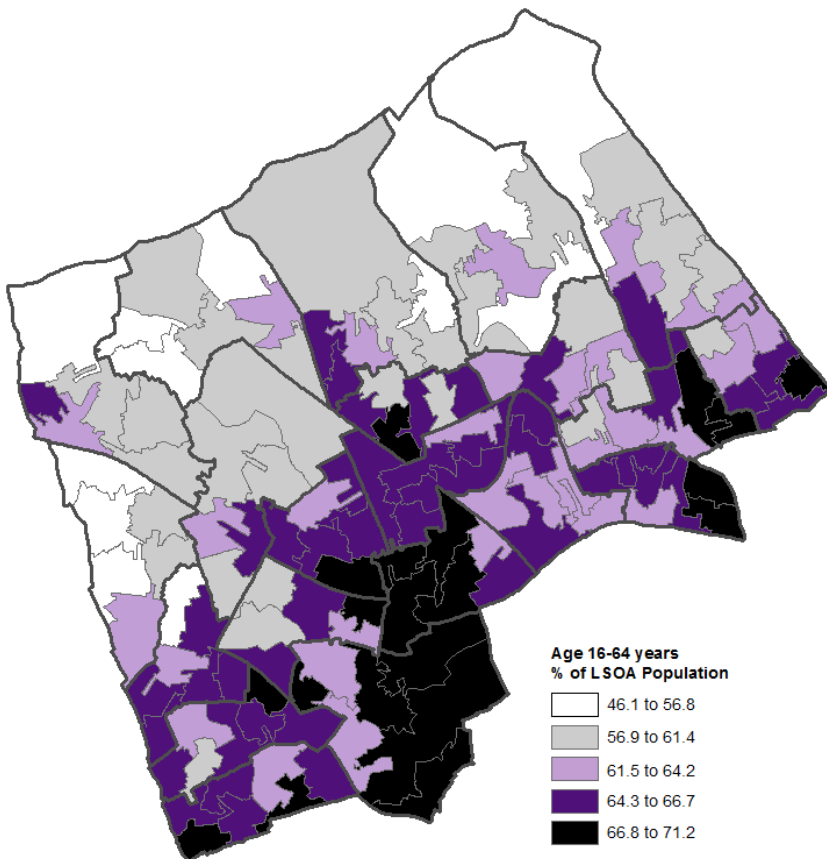 Age 16-64 years
% of LSOA Population
46.1 to 56.8
56.9 to 61.4
61.5 to 64.2
64.3 to 66.7
66.8 to 71.2